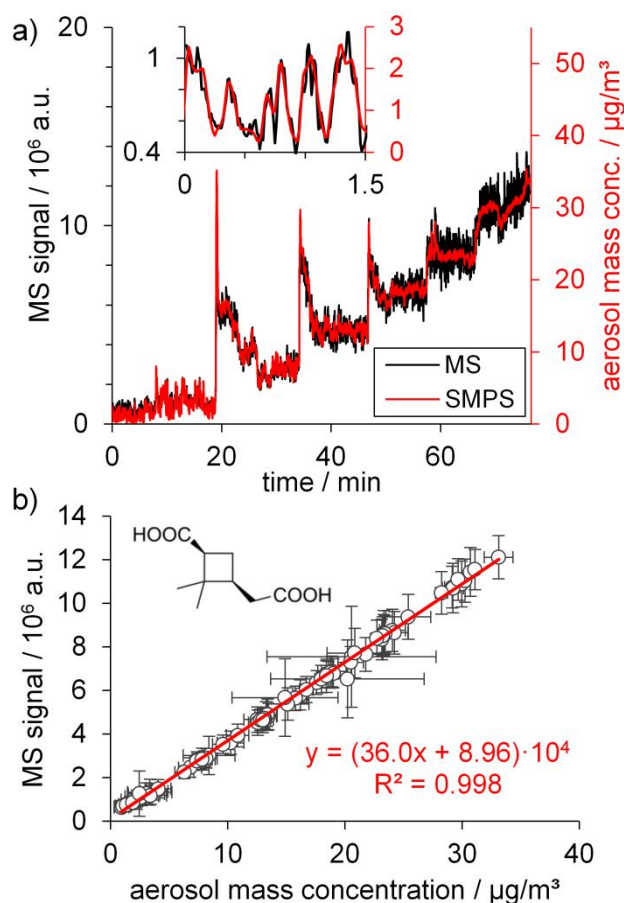 a)
20
10
0
MS signal / 10⁶ a.u.
1
0.4
3
2
1
0
0
1.5
50
40
30
20
10
0
aerosol mass conc. / µg/m³
MS
SMPS
0
20
40
60
time / min
b)
14
12
10
8
6
4
2
0
MS signal / 10⁶ a.u.
HOOC
COOH
y = (36.0x + 8.96)·10⁴
R² = 0.998
0
10
20
30
40
aerosol mass concentration / µg/m³